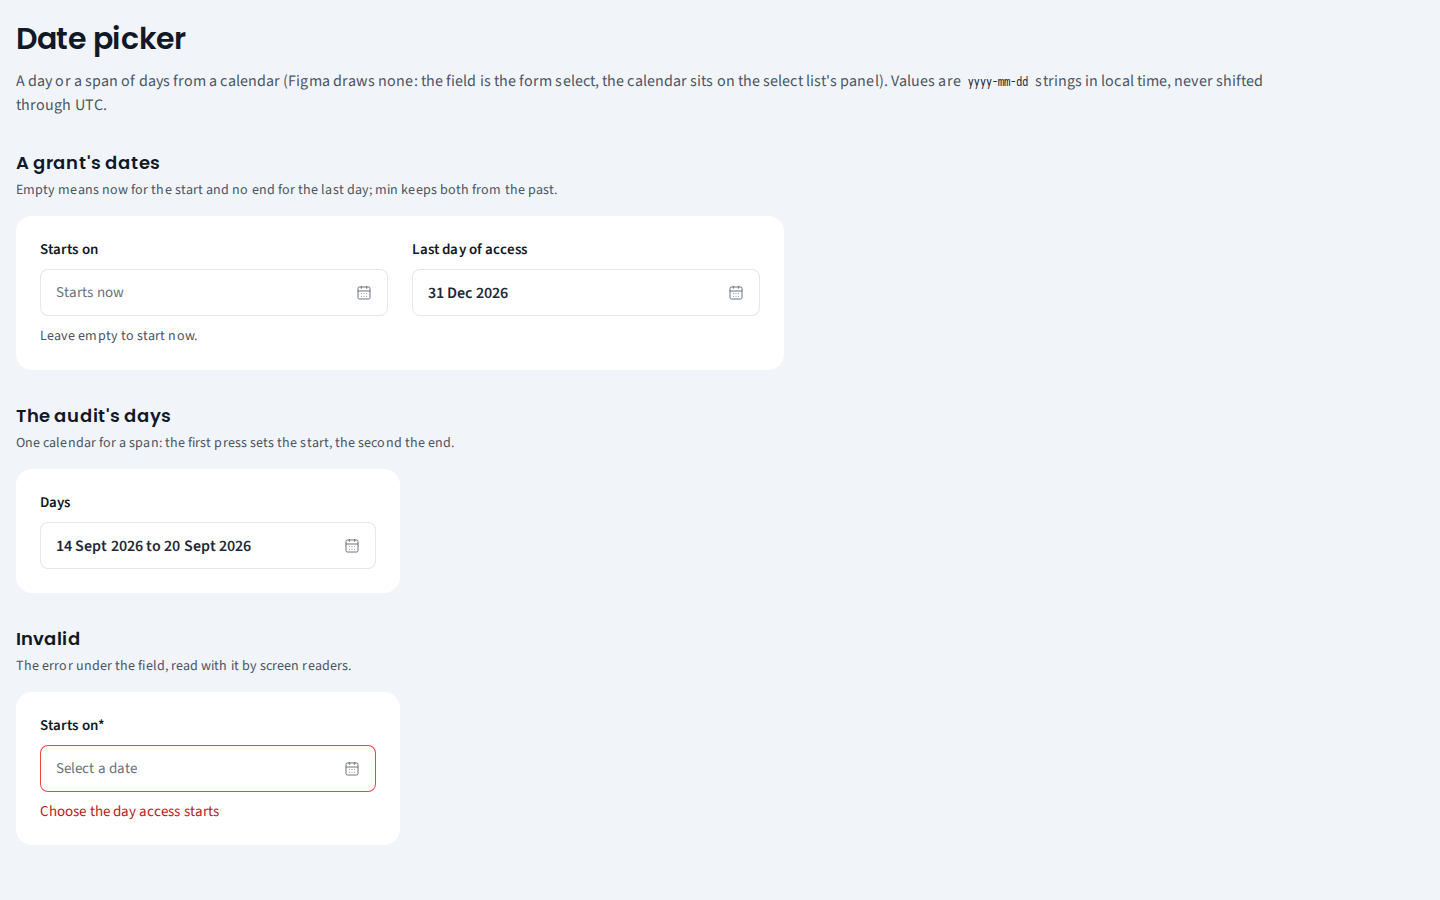 Date picker
A day or a span of days from a calendar (Figma draws none: the field is the form select, the calendar sits on the select list's panel). Values are yyyy-mm-dd strings in local time, never shifted
through UTC.
A grant's dates
Empty means now for the start and no end for the last day; min keeps both from the past.
Starts on
Last day of access
Starts now
31 Dec 2026
Leave empty to start now.
The audit's days
One calendar for a span: the first press sets the start, the second the end.
Days
14 Sept 2026 to 20 Sept 2026
Invalid
The error under the field, read with it by screen readers.
Starts on*
Select a date
Choose the day access starts